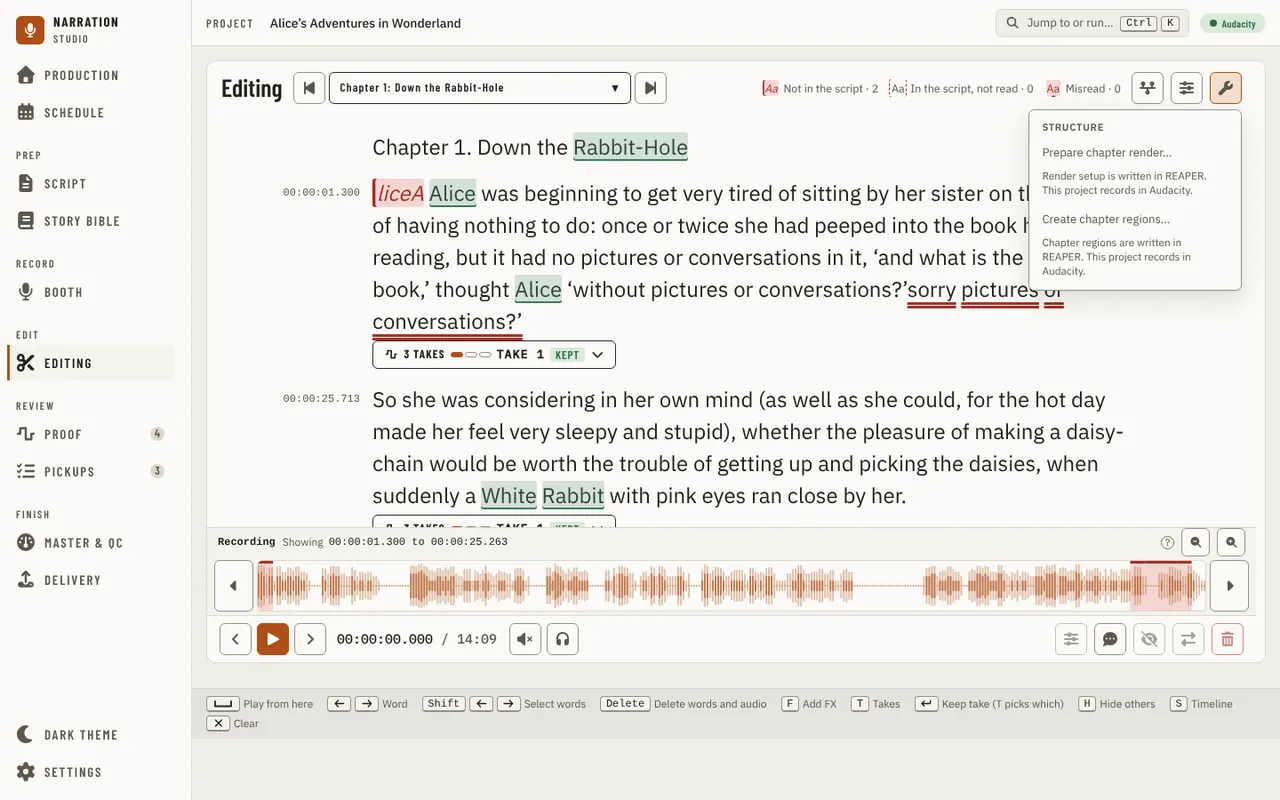 NARRATION
STUDIO
PRODUCTION
SCHEDULE
PREP
SCRIPT
STORY BIBLE
RECORD
BOOTH
EDIT
EDITING
REVIEW
PROOF 4
PICKUPS 3
FINISH
MASTER & QC
DELIVERY
DARK THEME
SETTINGS
PROJECT Alice's Adventures in Wonderland
Jump to or run... Ctrl K
Audacity
Editing
Chapter 1: Down the Rabbit-Hole
Aa Not in the script · 2 Aa In the script, not read · 0 Aa Misread · 0
STRUCTURE
Prepare chapter render...
Render setup is written in REAPER.
This project records in Audacity.
Create chapter regions...
Chapter regions are written in
REAPER. This project records in
Audacity.
Chapter 1. Down the Rabbit-Hole
00:00:01.300
liceA Alice was beginning to get very tired of sitting by her sister on
of having nothing to do: once or twice she had peeped into the book
reading, but it had no pictures or conversations in it, ‘and what is the
book,’ thought Alice ‘without pictures or conversations?’sorry pictures or
conversations?’
3 TAKES TAKE 1 KEPT
00:00:25.713
So she was considering in her own mind (as well as she could, for the hot day
made her feel very sleepy and stupid), whether the pleasure of making a daisy-
chain would be worth the trouble of getting up and picking the daisies, when
suddenly a White Rabbit with pink eyes ran close by her.
3 TAKES TAKE 1 KEPT
Recording Showing 00:00:01.300 to 00:00:25.263
?
00:00:00.000 / 14:09
Play from here Word Shift Select words Delete Delete words and audio F Add FX T Takes Keep take (T picks which) H Hide others S Timeline
Clear